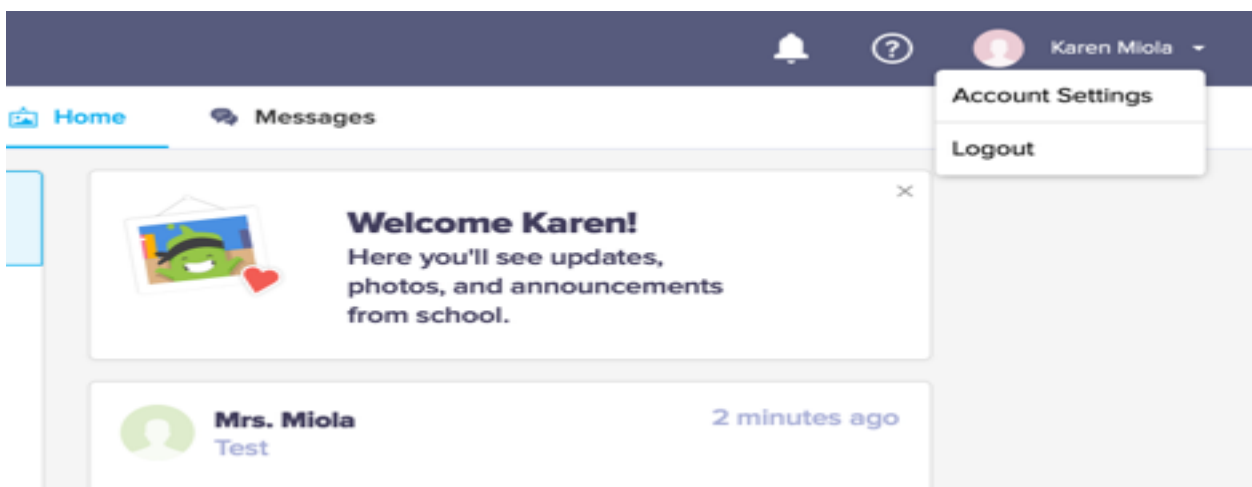 Karen Miola
Account Settings
Logout
Home
Messages
Welcome Karen!
Here you'll see updates,
photos, and announcements
from school.
Mrs. Miola
2 minutes ago
Test